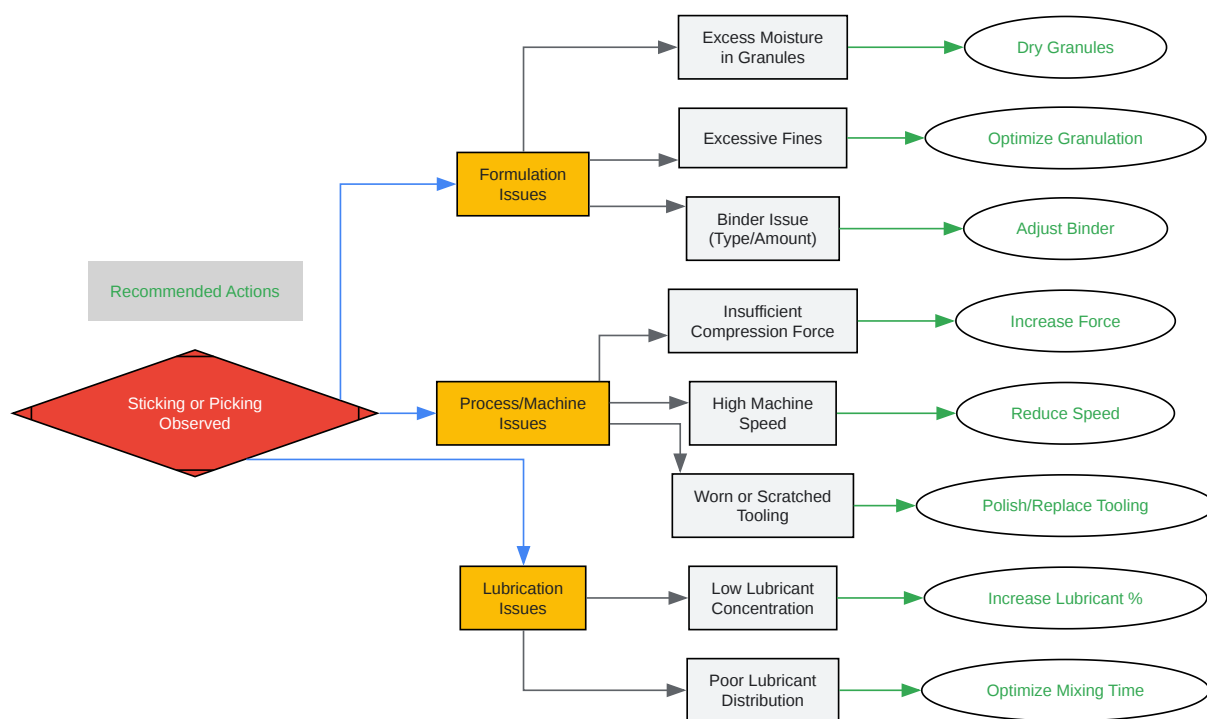 Excess Moisture
in Granules
Dry Granules
Excessive Fines
Optimize Granulation
Formulation
Issues
Binder Issue
(Type/Amount)
Adjust Binder
Recommended Actions
Insufficient
Compression Force
Increase Force
Sticking or Picking
Observed
Process/Machine
Issues
High Machine
Speed
Reduce Speed
Worn or Scratched
Tooling
Polish/Replace Tooling
Lubrication
Issues
Low Lubricant
Concentration
Increase Lubricant %
Poor Lubricant
Distribution
Optimize Mixing Time